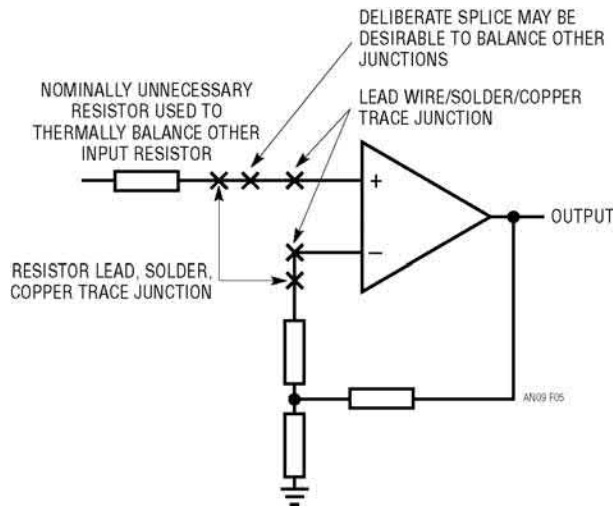 DELIBERATE SPLICE MAY BE
DESIRABLE TO BALANCE OTHER
JUNCTIONS
NOMINALLY UNNECESSARY
RESISTOR USED TO
THERMALLY BALANCE OTHER
INPUT RESISTOR
LEAD WIRE/SOLDER/COPPER
TRACE JUNCTION
+
−
OUTPUT
RESISTOR LEAD, SOLDER,
COPPER TRACE JUNCTION
AN09 F05